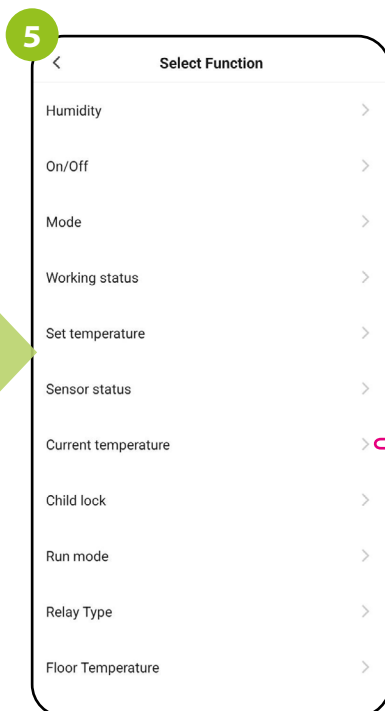 5
Select Function
Humidity
On/Off
Mode
Working status
Set temperature
Sensor status
Current temperature
Child lock
Run mode
Relay Type
Floor Temperature